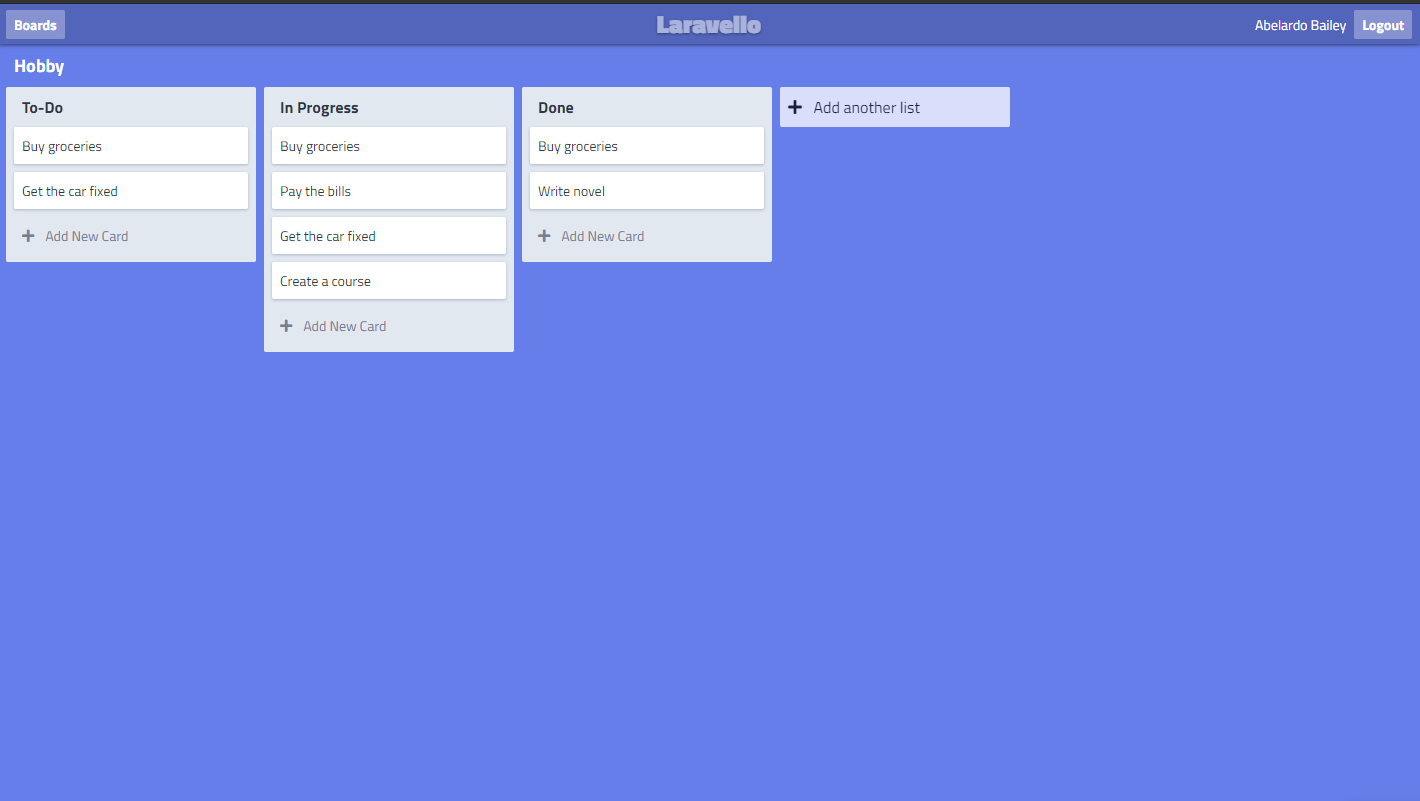 Boards
Laravello
Abelardo Bailey
Logout
Hobby
To-Do
Buy groceries
Get the car fixed
Add New Card
In Progress
Buy groceries
Pay the bills
Get the car fixed
Create a course
Add New Card
Done
Buy groceries
Write novel
Add New Card
Add another list